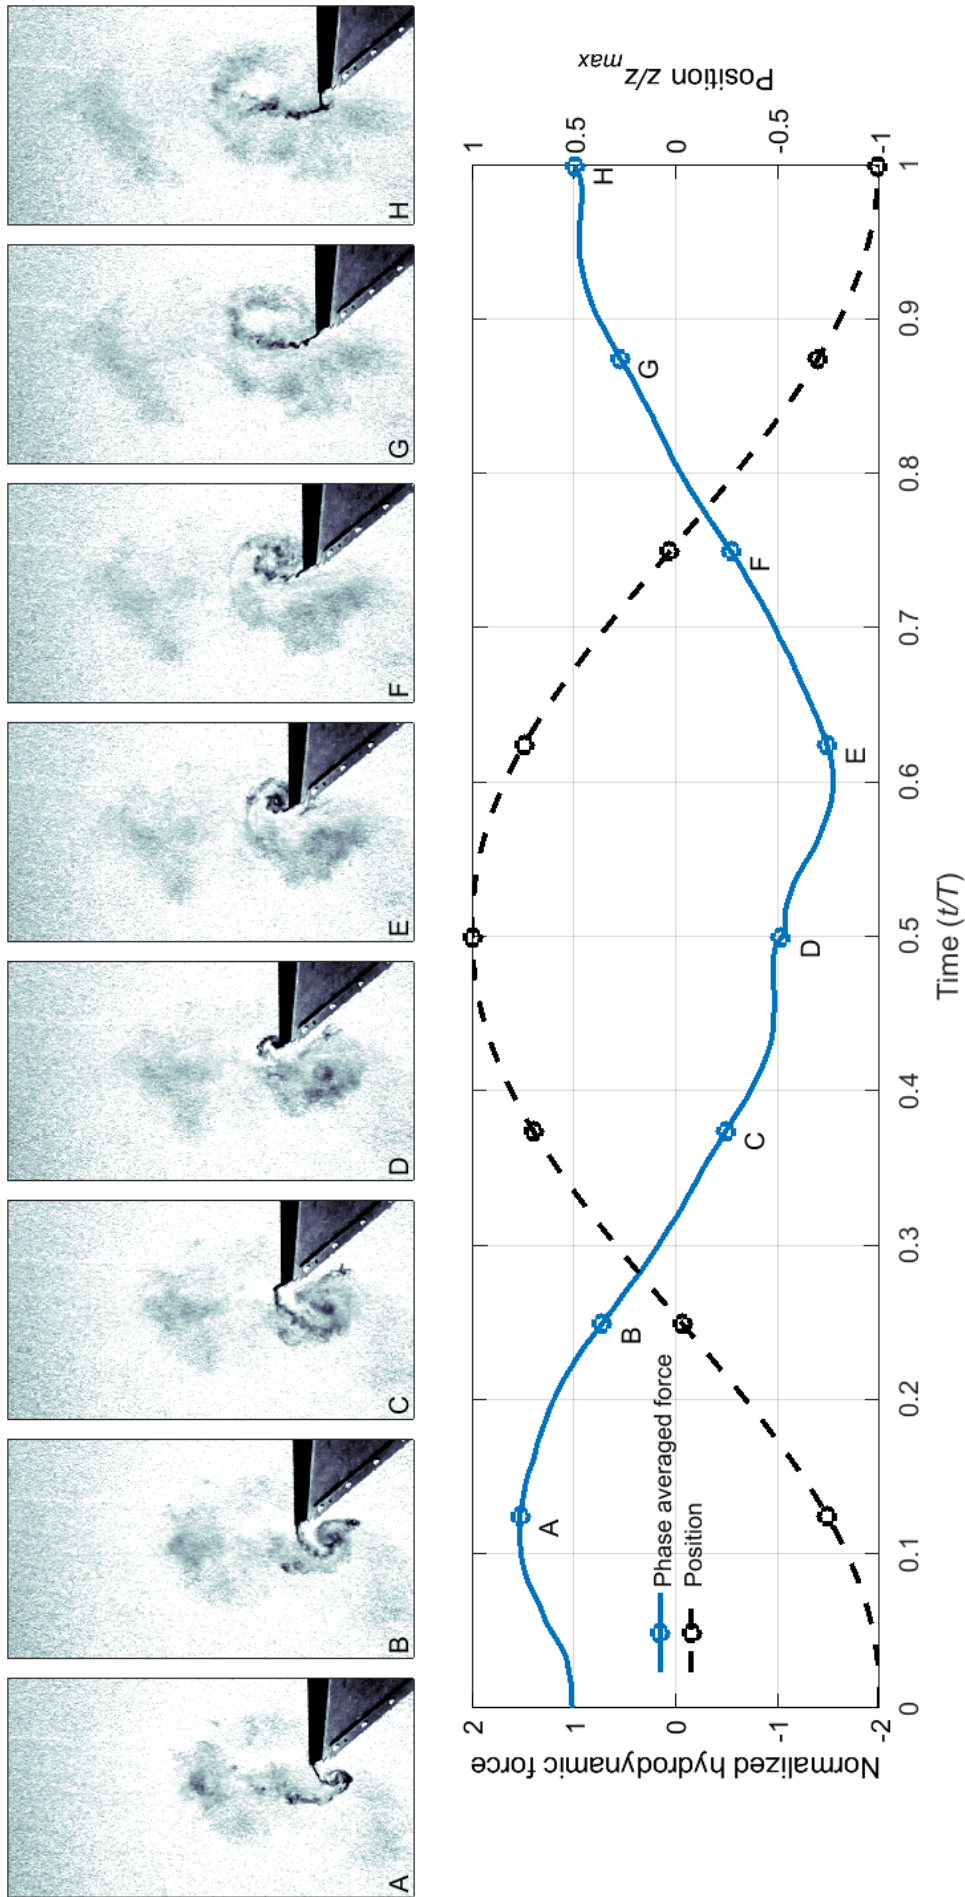 A
B
C
D
E
F
G
H
Normalized hydrodynamic force
2
1
0
-1
-2
Phase averaged force
Position
A
B
C
D
E
F
G
H
1
0.5
0
-0.5
-1
Position z/z max
0
0.1
0.2
0.3
0.4
0.5
0.6
0.7
0.8
0.9
1
Time (t/T)